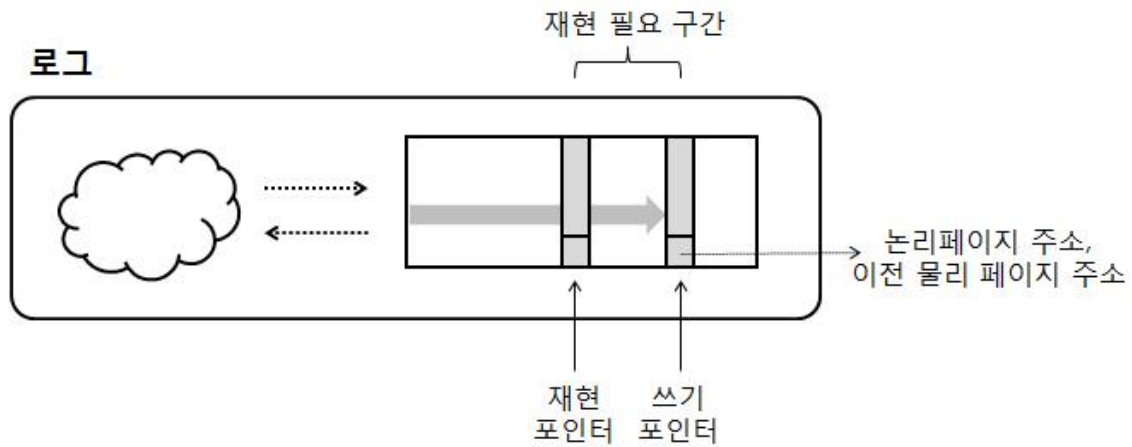 재현 필요 구간
로그
논리페이지 주소,
이전 물리 페이지 주소
재현
포인터
쓰기
포인터